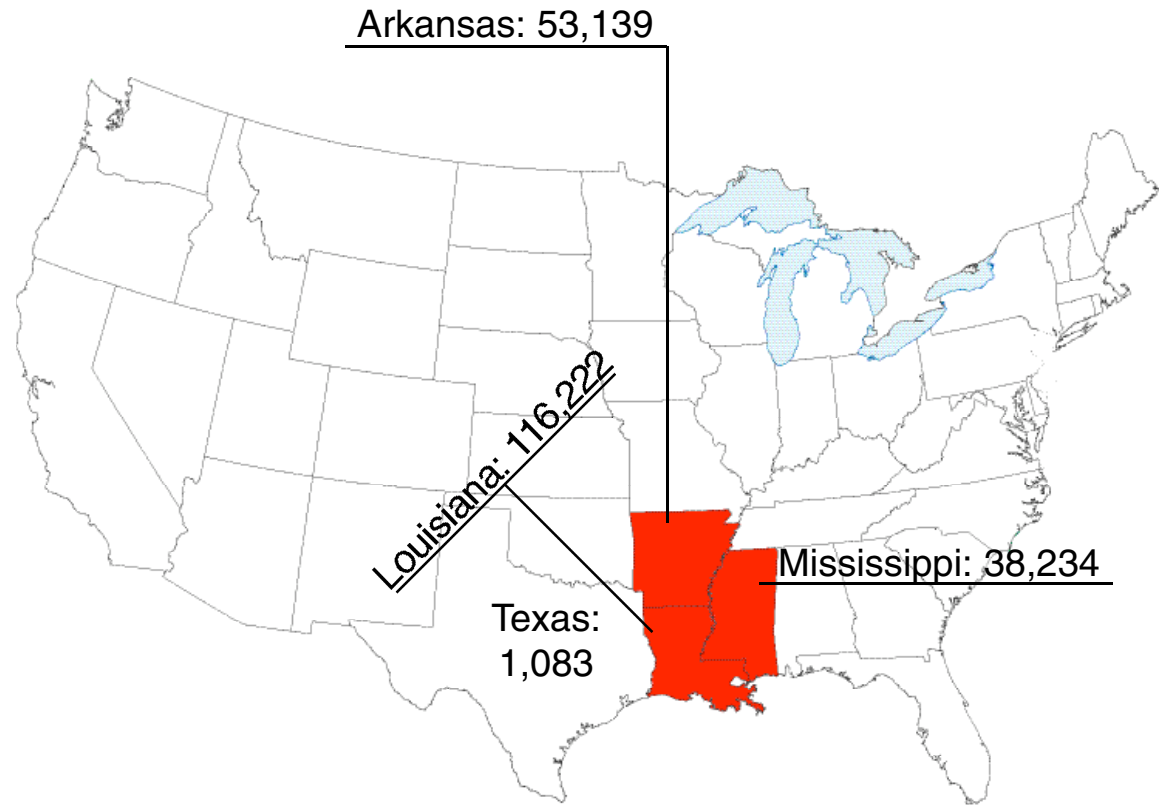 Arkansas: 53,139
Louisiana: 116,222
Mississippi: 38,234
Texas:
1,083